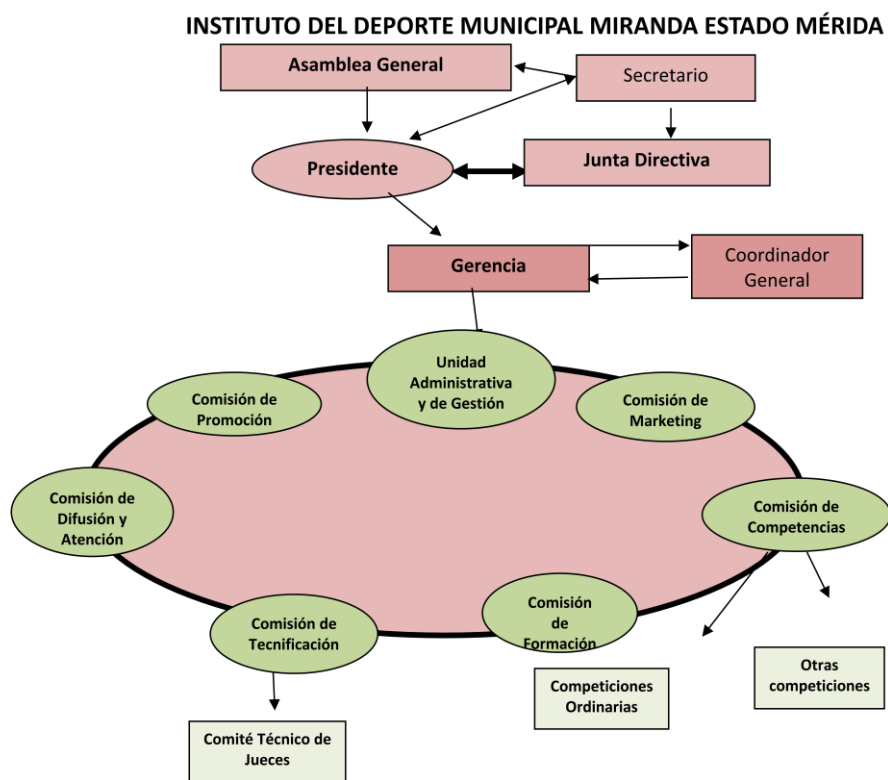 INSTITUTO DEL DEPORTE MUNICIPAL MIRANDA ESTADO MÉRIDA
Asamblea General
Secretario
Presidente
Junta Directiva
Gerencia
Coordinador
General
Unidad
Administrativa
y de Gestión
Comisión de
Promoción
Comisión de
Marketing
Comisión de
Difusión y
Atención
Comisión de
Competencias
Comisión de
Tecnificación
Comisión
de
Formación
Competiciones
Ordinarias
Otras
competiciones
Comité Técnico de
Jueces